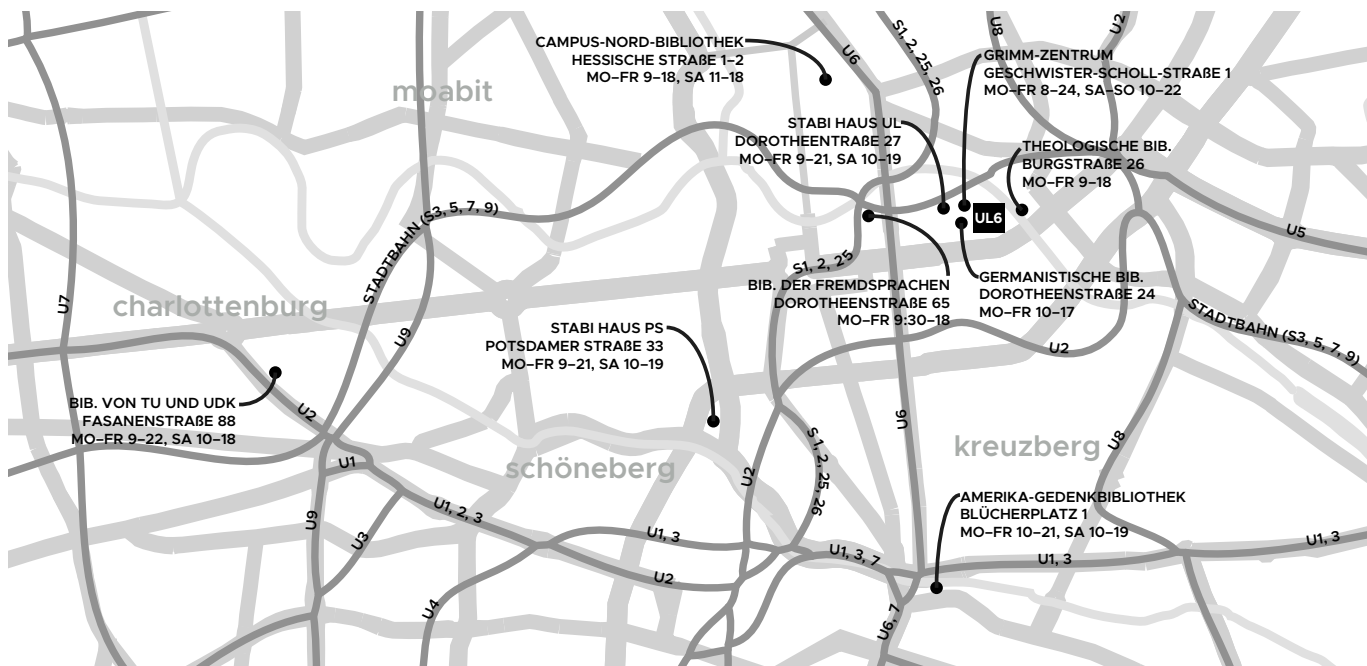 CAMPUS-NORD-BIBLIOTHEK
HESSISCHE STRAßE 1–2
MO–FR 9–18, SA 11–18
U6
S1, 2, 25, 26
U8
U2
GRIMM-ZENTRUM
GESCHWISTER-SCHOLL-STRAßE 1
MO–FR 8–24, SA–SO 10–22
moabit
STABI HAUS UL
DOROTHEENTRAßE 27
MO–FR 9–21, SA 10–19
THEOLOGISCHE BIB.
BURGSTRAßE 26
MO–FR 9–18
UL6
STADTBAHN (S3, 5, 7, 9)
U5
S1, 2, 25
BIB. DER FREMDSPRACHEN
DOROTHEENSTRAßE 65
MO–FR 9:30–18
GERMANISTISCHE BIB.
DOROTHEENSTRAßE 24
MO–FR 10–17
U7
charlottenburg
U9
STABI HAUS PS
POTSDAMER STRAßE 33
MO–FR 9–21, SA 10–19
U2
STADTBAHN (S3, 5, 7, 9)
BIB. VON TU UND UDK
FASANENSTRAßE 88
MO–FR 9–22, SA 10–18
U2
U6
kreuzberg
U8
U1
schöneberg
U2
S 1, 2, 25, 26
AMERIKA-GEDENKBIBLIOTHEK
BLÜCHERPLATZ 1
MO–FR 10–21, SA 10–19
U9
U3
U1, 2, 3
U1, 3
U1, 3, 7
U1, 3
U1, 3
U2
U4
U6, 7